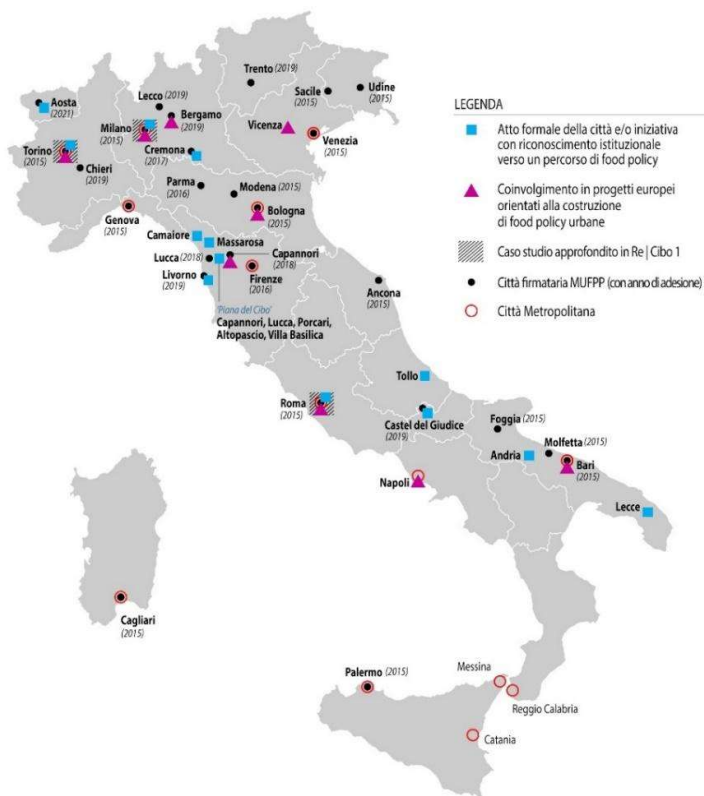 Aosta
(2021)
Lecco (2019)
Trento (2019)
Sacile
(2015)
Udine
(2015)
Milano
(2015)
Bergamo
(2019)
Vicenza
Venezia
(2015)
Torino
(2015)
Chieri
(2019)
Cremona
(2017)
Parma
(2016)
Modena (2015)
Genova
(2015)
Bologna
(2015)
Camaiore
Massarosa
Lucca (2018)
Capannori
(2018)
Livorno
(2019)
Firenze
(2016)
'Piana del Cibo'
Capannori, Lucca, Porcari,
Altopascio, Villa Basilica
Ancona
(2015)
Roma
(2015)
Tollo
Castel del Giudice
(2019)
Foggia (2015)
Molfetta (2015)
Andria
Bari
(2015)
Napoli
Lecce
Cagliari
(2015)
Palermo (2015)
Messina
Reggio Calabria
Catania
LEGENDA
Atto formale della città e/o iniziativa
con riconoscimento istituzionale
verso un percorso di food policy
Coinvolgimento in progetti europei
orientati alla costruzione
di food policy urbane
Caso studio approfondito in Re|Cibo 1
Città firmataria MUFPP (con anno di adesione)
Città Metropolitana